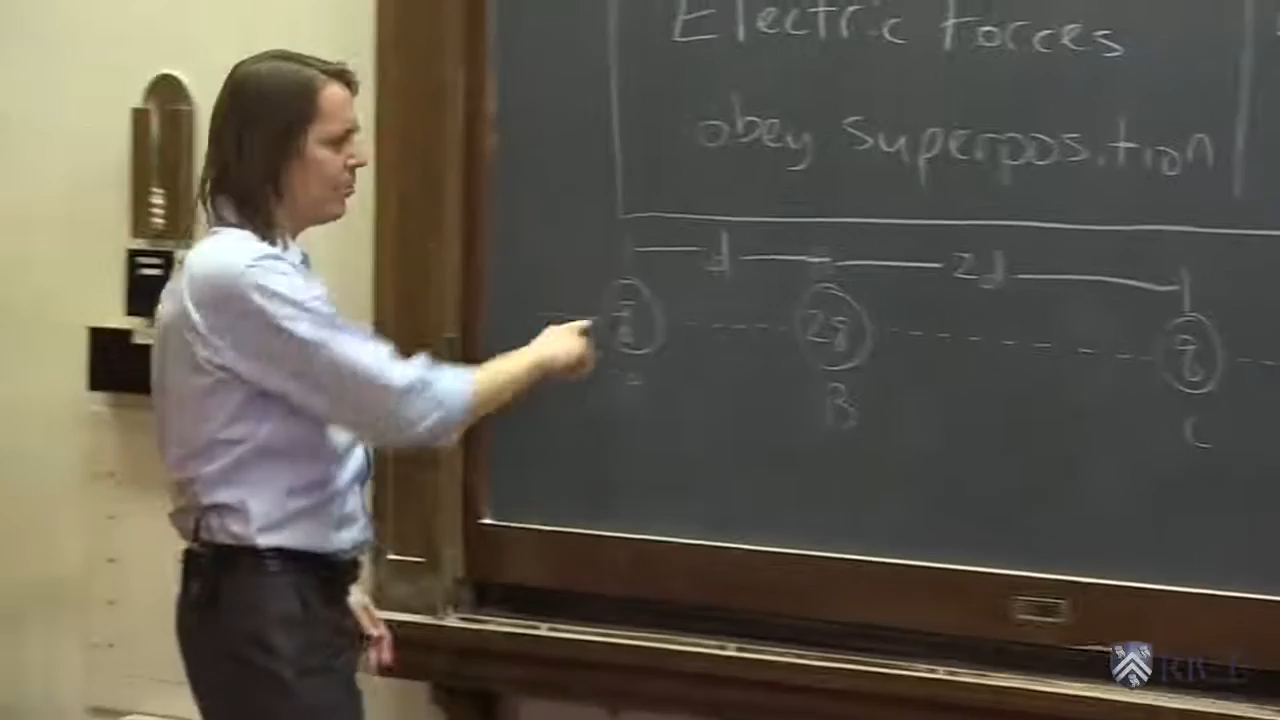 Electric forces
obey superposition
d 2d
2q q
B C